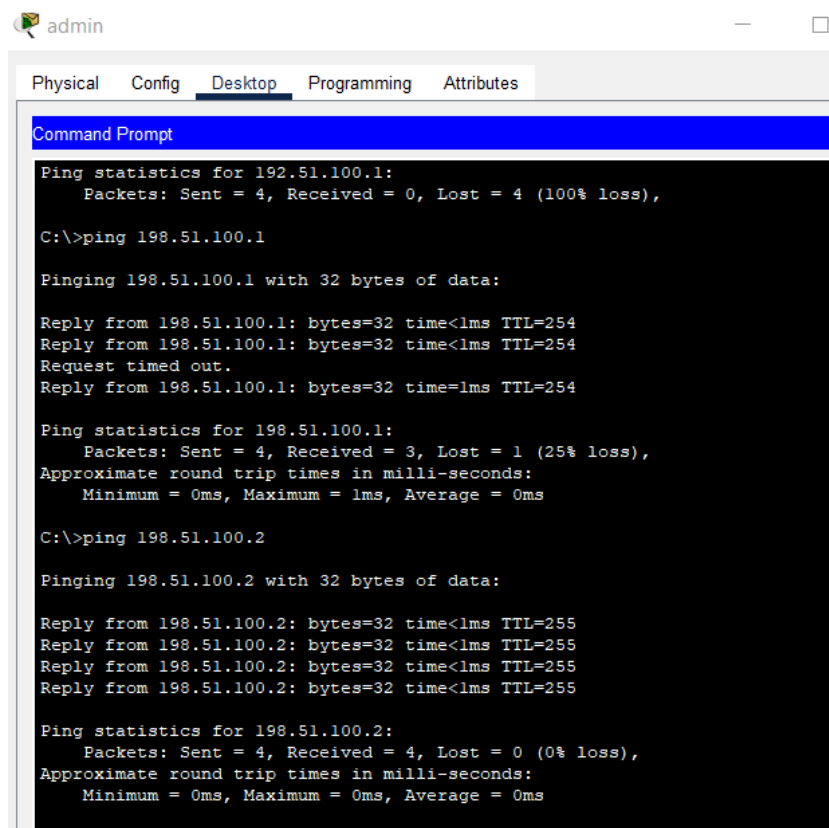 admin
Physical Config Desktop Programming Attributes
Command Prompt
Ping statistics for 192.51.100.1:
Packets: Sent = 4, Received = 0, Lost = 4 (100% loss),
C:\>ping 198.51.100.1
Pinging 198.51.100.1 with 32 bytes of data:
Reply from 198.51.100.1: bytes=32 time<1ms TTL=254
Reply from 198.51.100.1: bytes=32 time<1ms TTL=254
Request timed out.
Reply from 198.51.100.1: bytes=32 time=1ms TTL=254
Ping statistics for 198.51.100.1:
Packets: Sent = 4, Received = 3, Lost = 1 (25% loss),
Approximate round trip times in milli-seconds:
Minimum = 0ms, Maximum = 1ms, Average = 0ms
C:\>ping 198.51.100.2
Pinging 198.51.100.2 with 32 bytes of data:
Reply from 198.51.100.2: bytes=32 time<1ms TTL=255
Reply from 198.51.100.2: bytes=32 time<1ms TTL=255
Reply from 198.51.100.2: bytes=32 time<1ms TTL=255
Reply from 198.51.100.2: bytes=32 time<1ms TTL=255
Ping statistics for 198.51.100.2:
Packets: Sent = 4, Received = 4, Lost = 0 (0% loss),
Approximate round trip times in milli-seconds:
Minimum = 0ms, Maximum = 0ms, Average = 0ms